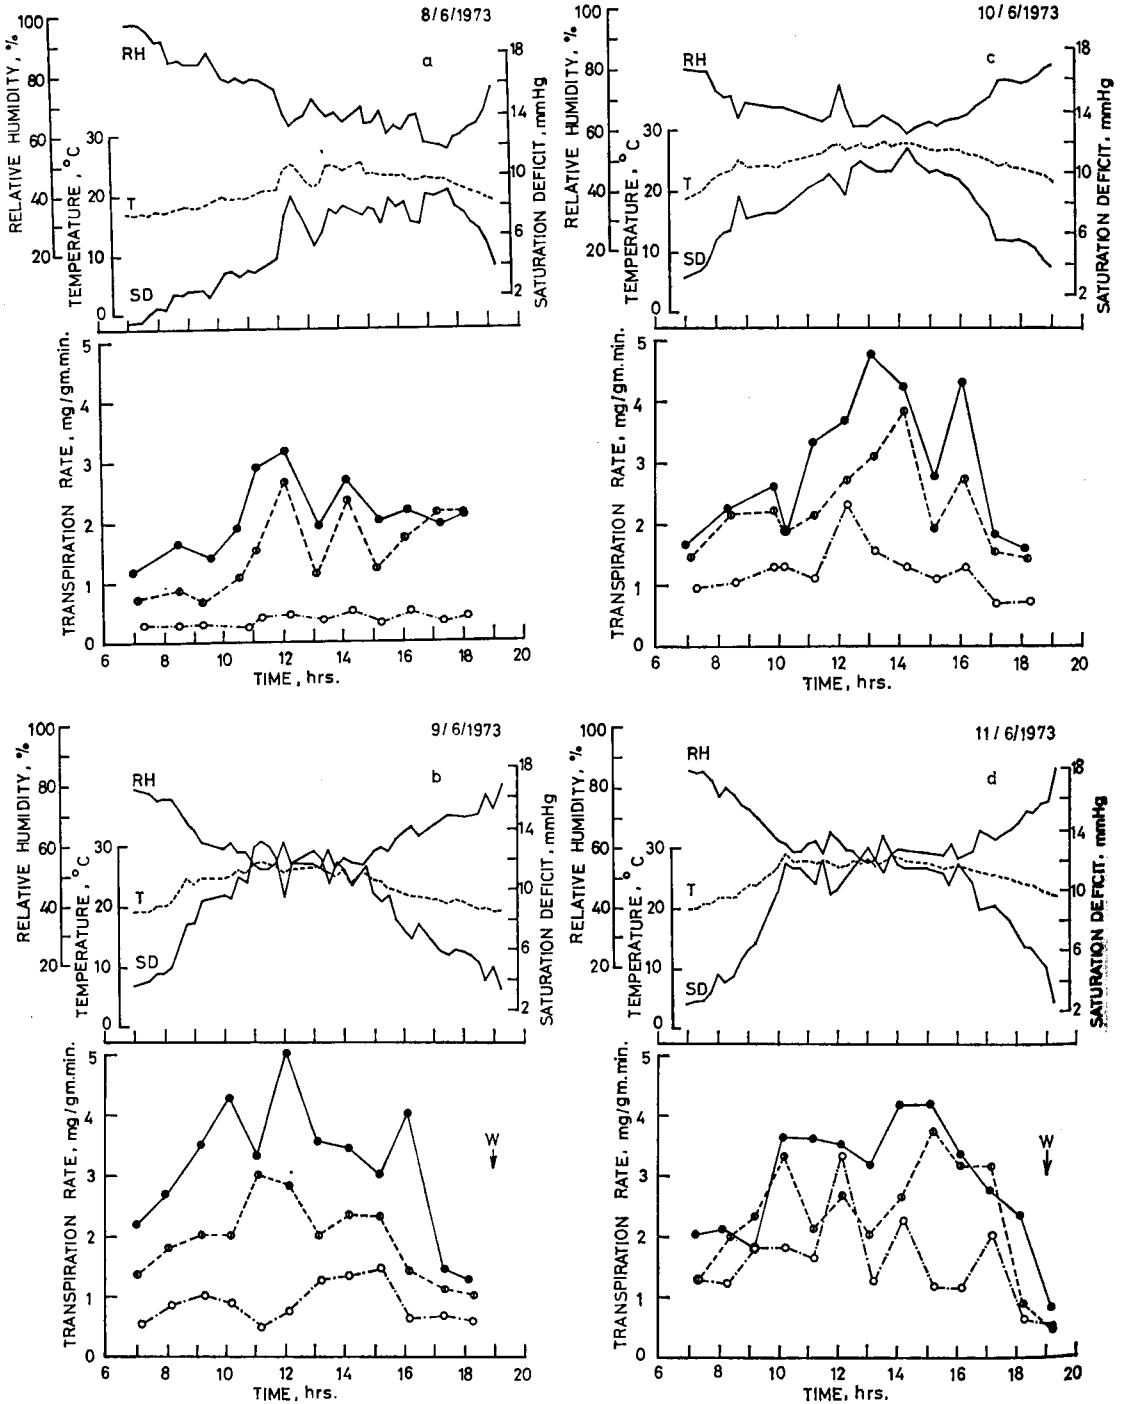 8/6/1973
a
RELATIVE HUMIDITY, %
100
80
60
40
20
TEMPERATURE, °C
30
20
10
0
RH
T
SD
18
14
10
6
2
SATURATION DEFICIT, mmHg
TRANSPIRATION RATE, mg/gm.min.
5
4
3
2
1
0
6 8 10 12 14 16 18 20
TIME, hrs.
10/6/1973
c
RELATIVE HUMIDITY, %
100
80
60
40
20
TEMPERATURE, °C
30
20
10
0
RH
T
SD
18
14
10
6
2
SATURATION DEFICIT, mmHg
TRANSPIRATION RATE, mg/gm.min.
5
4
3
2
1
0
6 8 10 12 14 16 18 20
TIME, hrs.
9/6/1973
b
RELATIVE HUMIDITY, %
100
80
60
40
20
TEMPERATURE, °C
30
20
10
0
RH
T
SD
18
14
10
6
2
SATURATION DEFICIT, mmHg
TRANSPIRATION RATE, mg/gm.min.
5
4
3
2
1
0
W
6 8 10 12 14 16 18 20
TIME, hrs.
11/6/1973
d
RELATIVE HUMIDITY, %
100
80
60
40
20
TEMPERATURE, °C
30
20
10
0
RH
T
SD
18
14
10
6
2
SATURATION DEFICIT, mmHg
TRANSPIRATION RATE, mg/gm.min.
5
4
3
2
1
0
W
6 8 10 12 14 16 18 20
TIME, hrs.